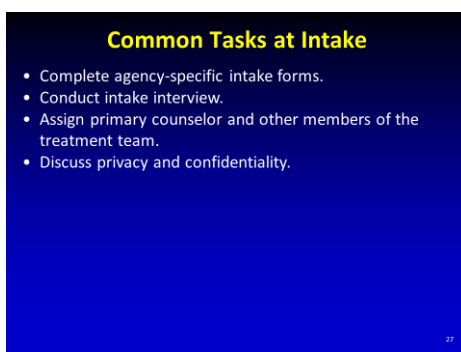 Common Tasks at Intake
• Complete agency-specific intake forms.
• Conduct intake interview.
• Assign primary counselor and other members of the
treatment team.
• Discuss privacy and confidentiality.
27